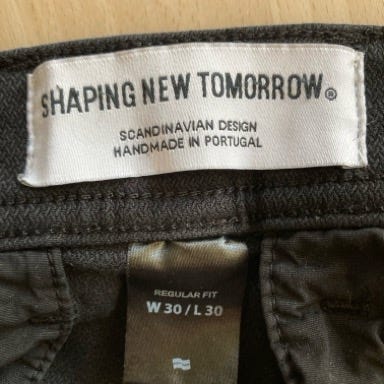 SHAPING NEW TOMORROW®
SCANDINAVIAN DESIGN
HANDMADE IN PORTUGAL
REGULAR FIT
W 30 / L 30